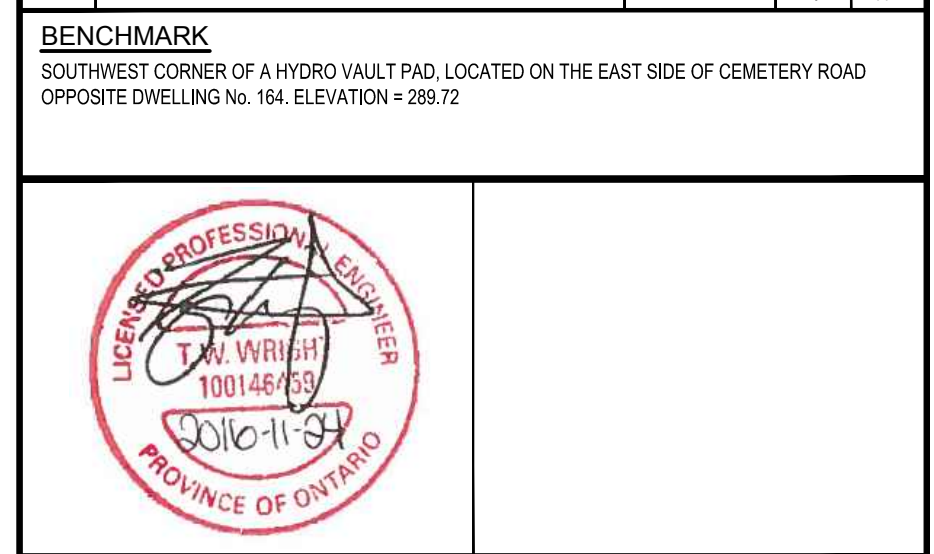 BENCHMARK
SOUTHWEST CORNER OF A HYDRO VAULT PAD, LOCATED ON THE EAST SIDE OF CEMETERY ROAD
OPPOSITE DWELLING No. 164. ELEVATION = 289.72
LICENSED PROFESSIONAL ENGINEER
T.W. WRIGHT
2016-11-24
PROVINCE OF ONTARIO